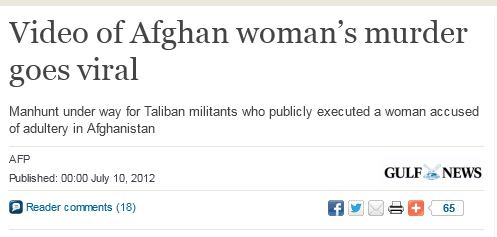 Video of Afghan woman's murder
goes viral
Manhunt under way for Taliban militants who publicly executed a woman accused
of adultery in Afghanistan
AFP
Published: 00:00 July 10, 2012
GULF NEWS
Reader comments (18)
65